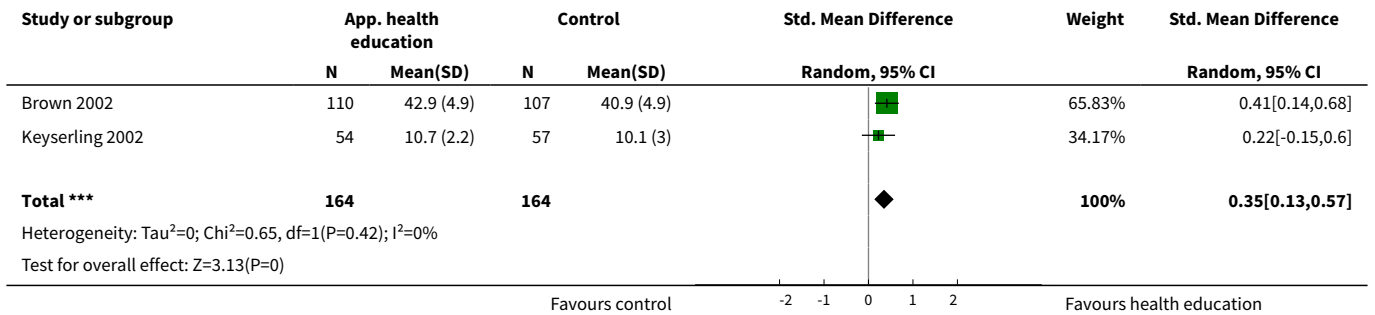 Study or subgroup App. health education Control Std. Mean Difference Weight Std. Mean Difference
N Mean(SD) N Mean(SD) Random, 95% CI Random, 95% CI
Brown 2002 110 42.9 (4.9) 107 40.9 (4.9) 65.83% 0.41[0.14,0.68]
Keyserling 2002 54 10.7 (2.2) 57 10.1 (3) 34.17% 0.22[-0.15,0.6]
Total *** 164 164 100% 0.35[0.13,0.57]
Heterogeneity: Tau²=0; Chi²=0.65, df=1(P=0.42); I²=0%
Test for overall effect: Z=3.13(P=0)
Favours control -2 -1 0 1 2 Favours health education